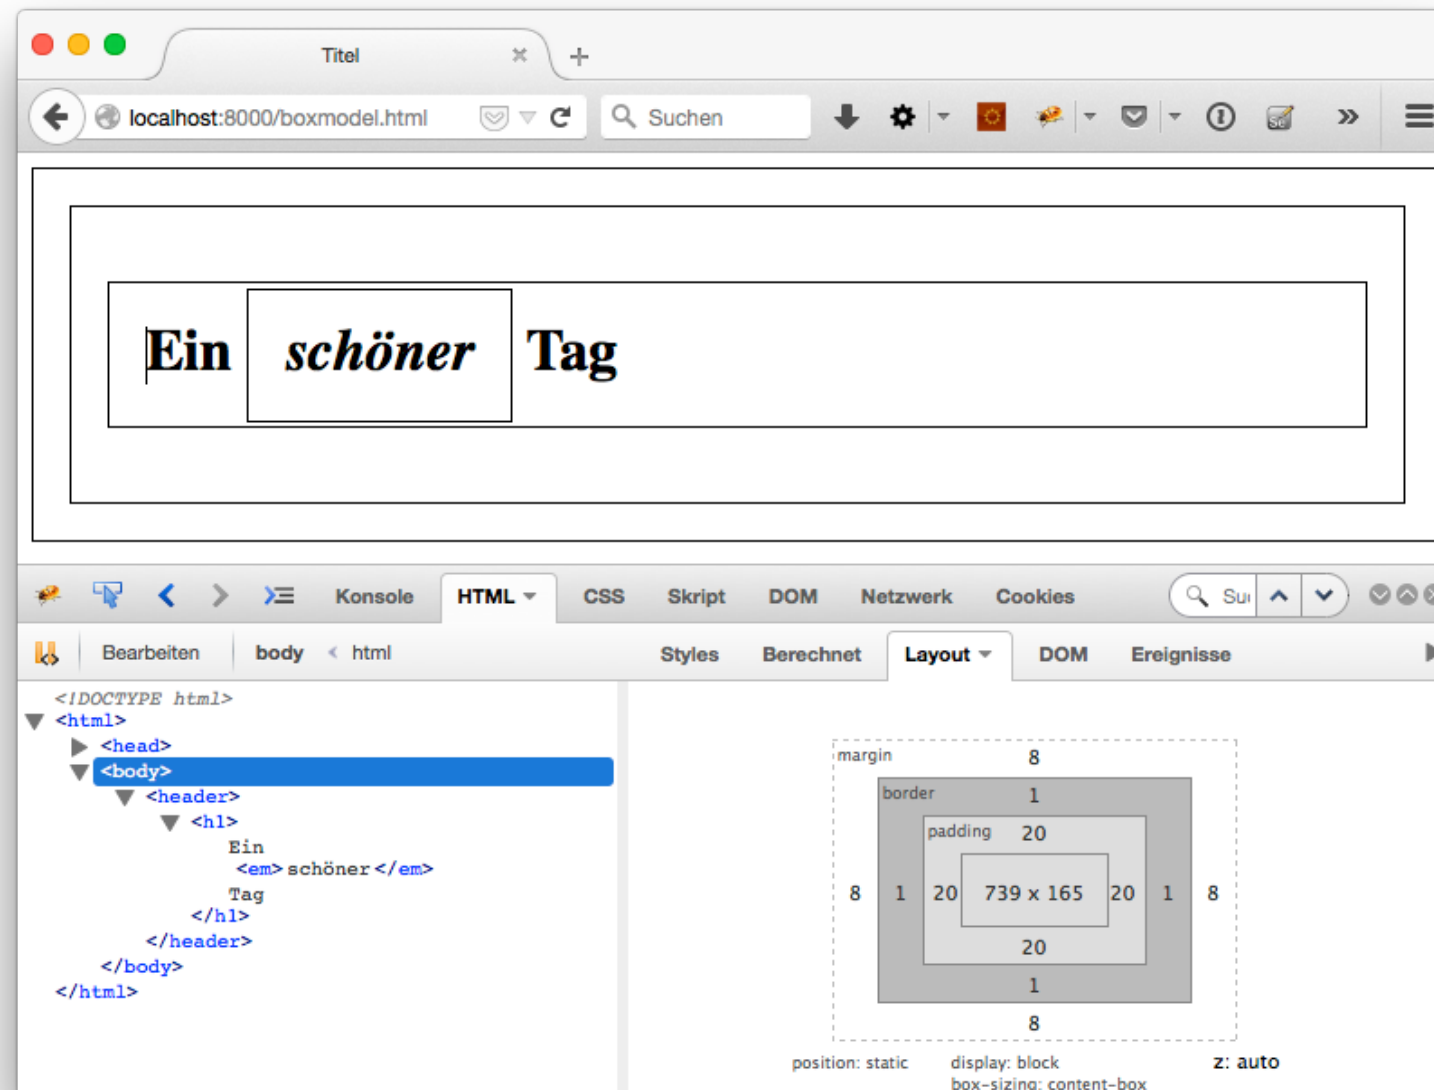 Titel
localhost:8000/boxmodel.html
Suchen
Ein schöner Tag
Konsole HTML CSS Skript DOM Netzwerk Cookies
Bearbeiten body < html
Styles Berechnet Layout DOM Ereignisse
<!DOCTYPE html>
<html>
<head>
<body>
<header>
<h1>
Ein
<em>schöner</em>
Tag
</h1>
</header>
</body>
</html>
margin 8
border 1
padding 20
8 1 20 739 x 165 20 1 8
20
1
8
position: static display: block z: auto
box-sizing: content-box